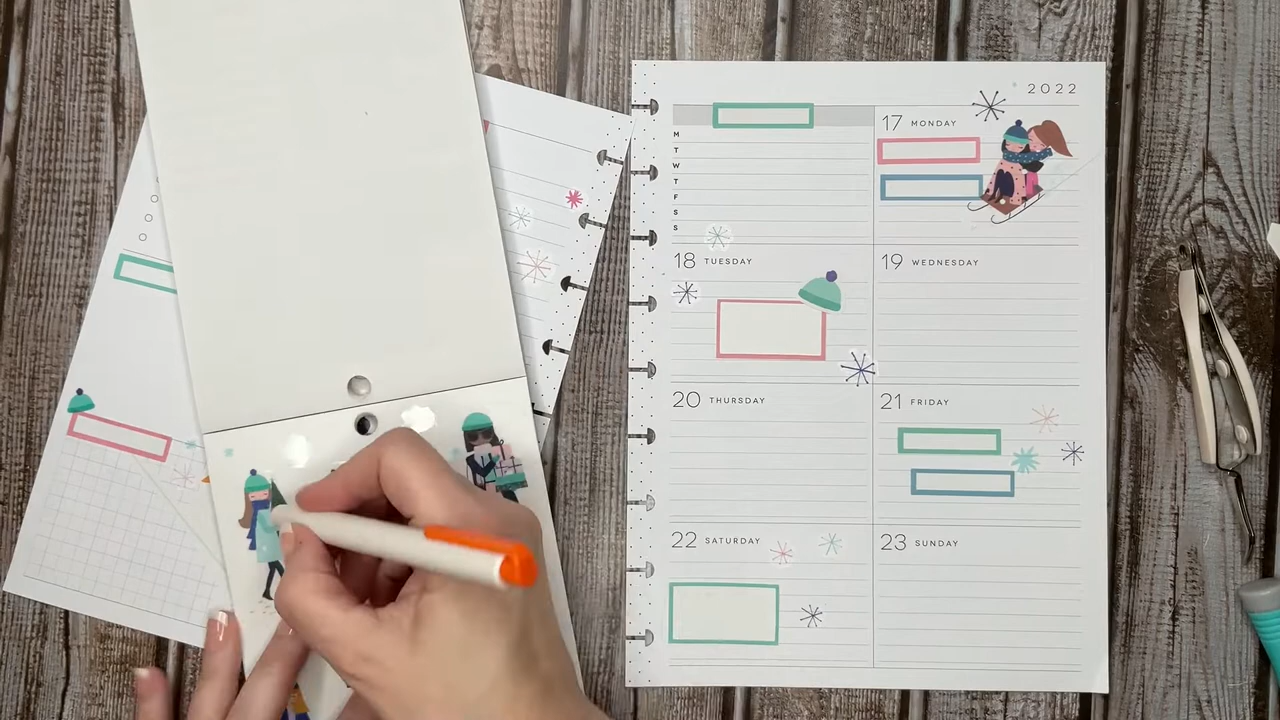 2022
M
T
W
T
F
S
S
17 MONDAY
18 TUESDAY
19 WEDNESDAY
20 THURSDAY
21 FRIDAY
22 SATURDAY
23 SUNDAY